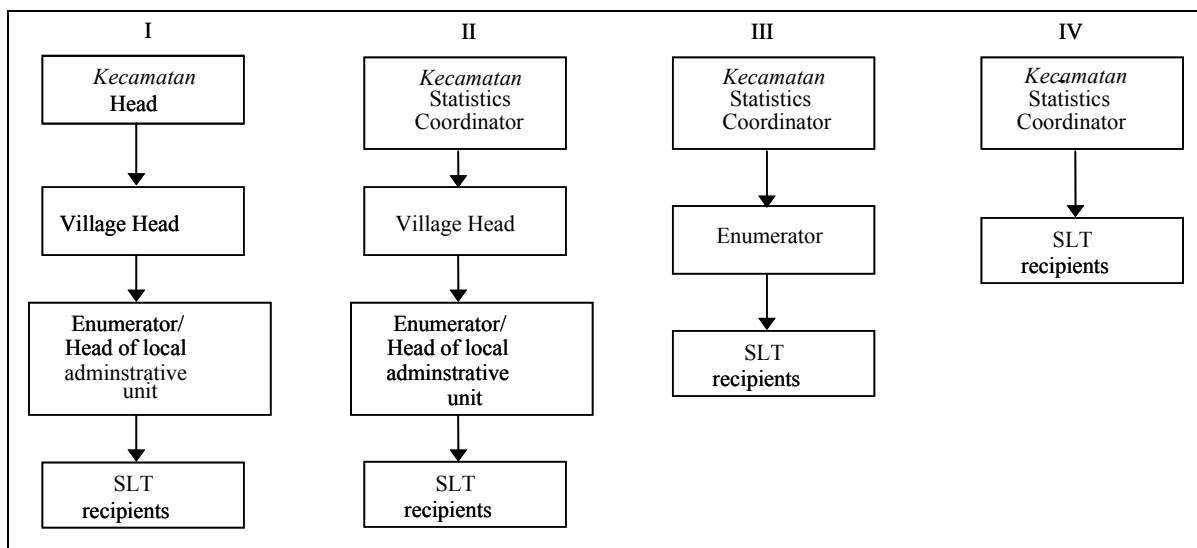 I
Kecamatan
Head
Village Head
Enumerator/
Head of local
adminstrative
unit
SLT
recipients
II
Kecamatan
Statistics
Coordinator
Village Head
Enumerator/
Head of local
adminstrative
unit
SLT
recipients
III
Kecamatan
Statistics
Coordinator
Enumerator
SLT
recipients
IV
Kecamatan
Statistics
Coordinator
SLT
recipients